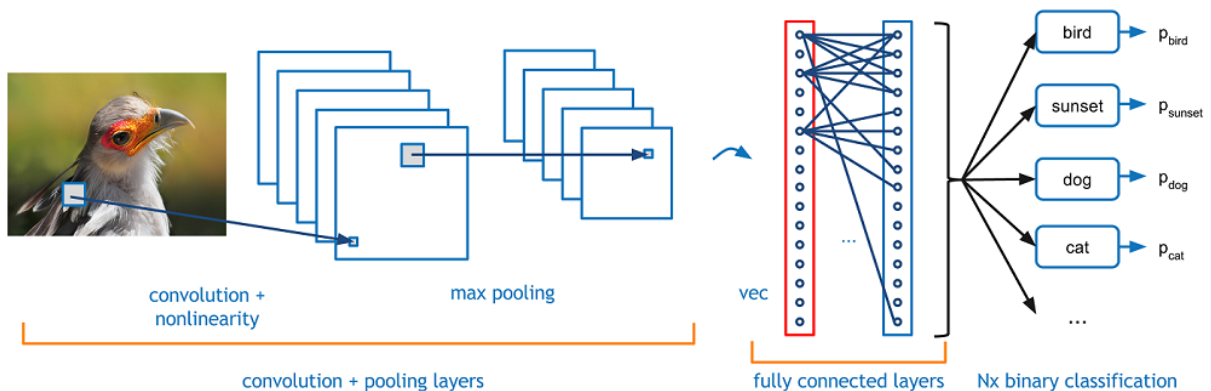 bird
p_bird
sunset
p_sunset
dog
p_dog
cat
p_cat
...
...
convolution +
nonlinearity
max pooling
vec
convolution + pooling layers
fully connected layers
Nx binary classification